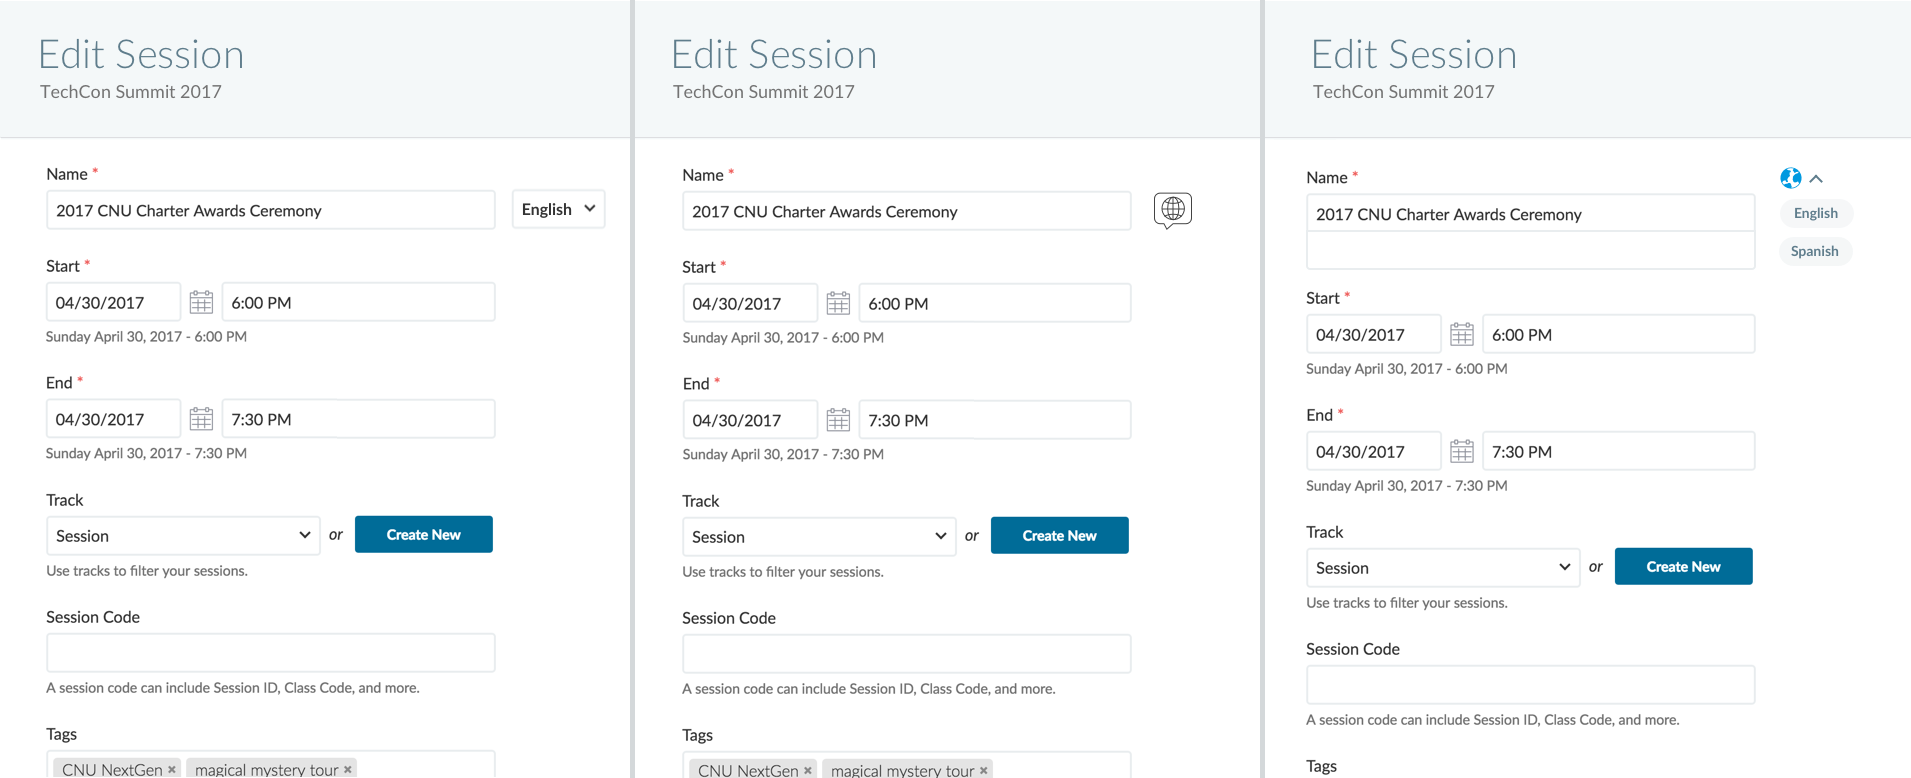 Edit Session
TechCon Summit 2017
Name *
2017 CNU Charter Awards Ceremony
English
Start *
04/30/2017
6:00 PM
Sunday April 30, 2017 - 6:00 PM
End *
04/30/2017
7:30 PM
Sunday April 30, 2017 - 7:30 PM
Track
Session
or
Create New
Use tracks to filter your sessions.
Session Code
A session code can include Session ID, Class Code, and more.
Tags
CNU NextGen ×
magical mystery tour ×
Edit Session
TechCon Summit 2017
Name *
2017 CNU Charter Awards Ceremony
Start *
04/30/2017
6:00 PM
Sunday April 30, 2017 - 6:00 PM
End *
04/30/2017
7:30 PM
Sunday April 30, 2017 - 7:30 PM
Track
Session
or
Create New
Use tracks to filter your sessions.
Session Code
A session code can include Session ID, Class Code, and more.
Tags
CNU NextGen ×
magical mystery tour ×
Edit Session
TechCon Summit 2017
Name *
2017 CNU Charter Awards Ceremony
English
Spanish
Start *
04/30/2017
6:00 PM
Sunday April 30, 2017 - 6:00 PM
End *
04/30/2017
7:30 PM
Sunday April 30, 2017 - 7:30 PM
Track
Session
or
Create New
Use tracks to filter your sessions.
Session Code
A session code can include Session ID, Class Code, and more.
Tags